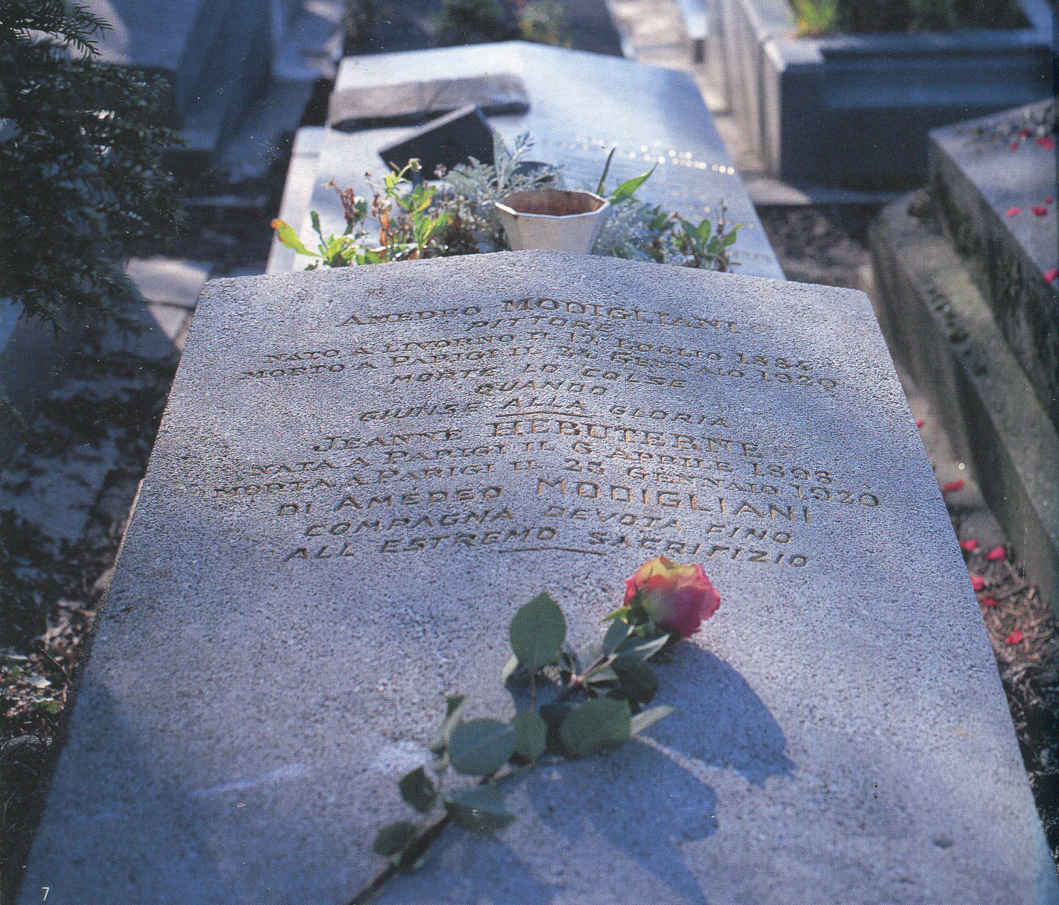 AMEDEO MODIGLIANI
PITTORE
NATO A LIVORNO IL 12 LUGLIO 1884
MORTO A PARIGI IL 24 GENNAIO 1920
MORTE LO COLSE
QUANDO
GIUNSE ALLA GLORIA
JEANNE HEBUTERNE
NATA A PARIGI IL 6 APRILE 1898
MORTA A PARIGI IL 25 GENNAIO 1920
DI AMEDEO MODIGLIANI
COMPAGNA DEVOTA FINO
ALL ESTREMO SACRIFIZIO
7